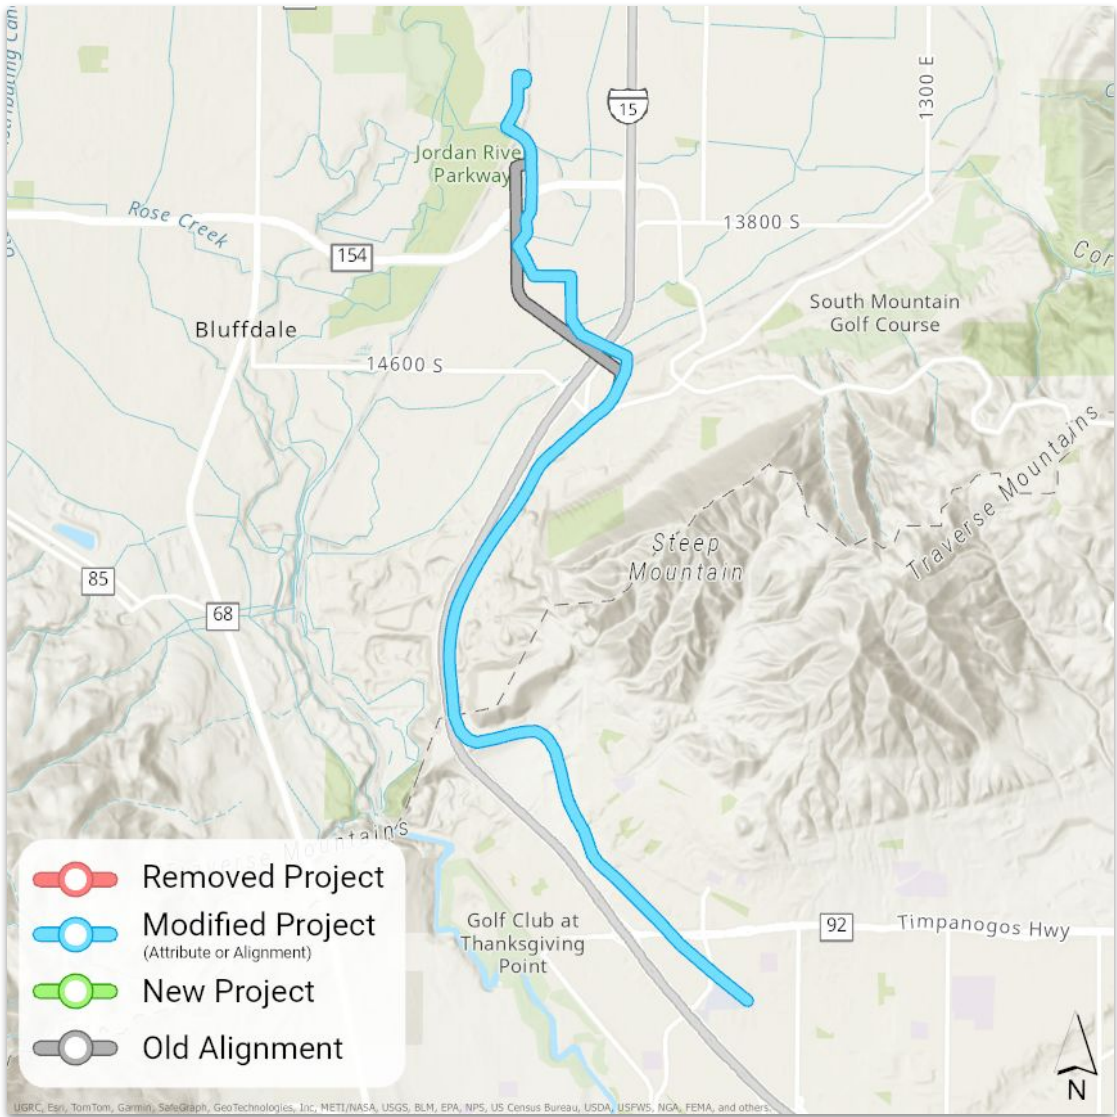 15
1300 E
Jordan Rive
Parkway
Rose Creek
13800 S
154
Cor
South Mountain
Golf Course
Bluffdale
14600 S
Traverse Mountains
Steep
Mountain
85
68
Mountains
Golf Club at
Thanksgiving
Point
92
Timpanogos Hwy
Removed Project
Modified Project
(Attribute or Alignment)
New Project
Old Alignment
N
UGRC, Esri, TomTom, Garmin, SafeGraph, GeoTechnologies, Inc, METI/NASA, USGS, BLM, EPA, NPS, US Census Bureau, USDA, USFWS, NGA, FEMA, and others.